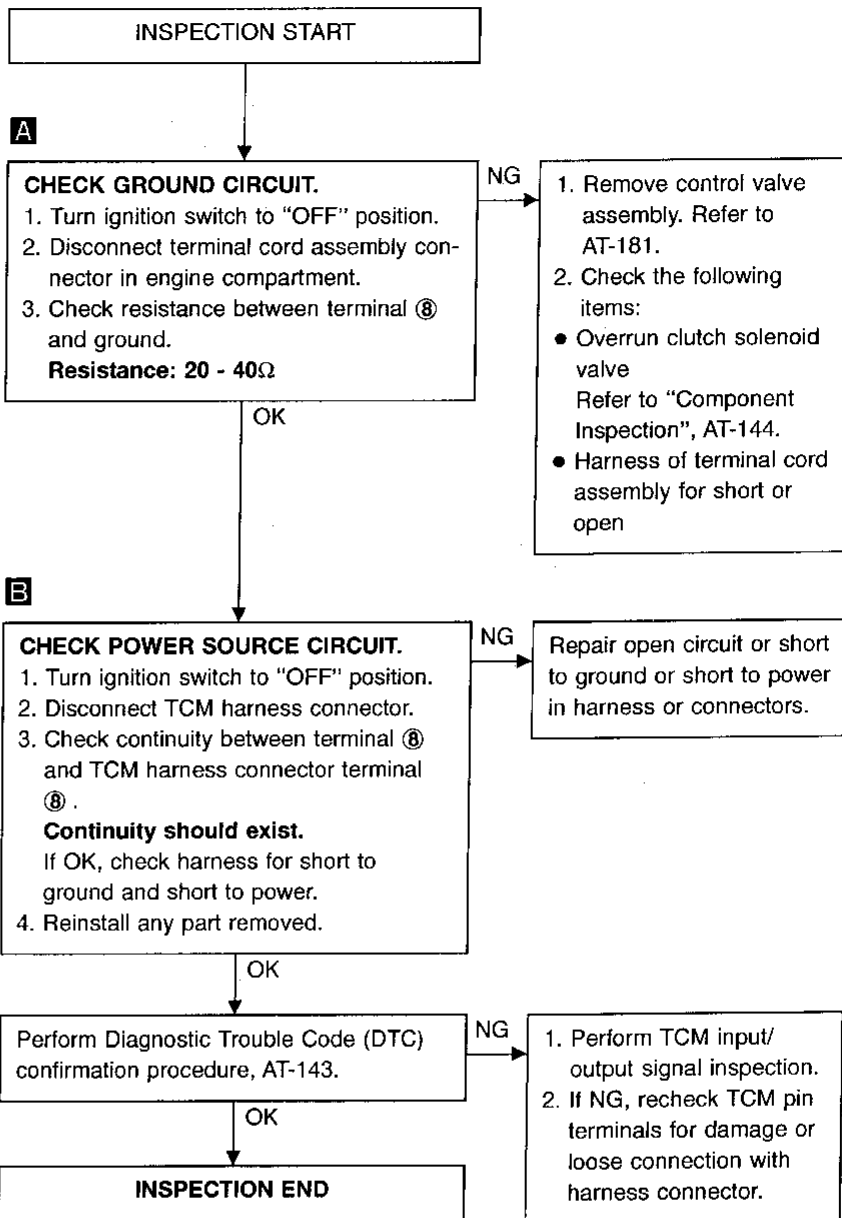 INSPECTION START
A
CHECK GROUND CIRCUIT.
1. Turn ignition switch to "OFF" position.
2. Disconnect terminal cord assembly con-
nector in engine compartment.
3. Check resistance between terminal ⑧
and ground.
Resistance: 20 - 40Ω
NG
1. Remove control valve
assembly. Refer to
AT-181.
2. Check the following
items:
● Overrun clutch solenoid
valve
Refer to "Component
Inspection", AT-144.
● Harness of terminal cord
assembly for short or
open
OK
B
CHECK POWER SOURCE CIRCUIT.
1. Turn ignition switch to "OFF" position.
2. Disconnect TCM harness connector.
3. Check continuity between terminal ⑧
and TCM harness connector terminal
⑧ .
Continuity should exist.
If OK, check harness for short to
ground and short to power.
4. Reinstall any part removed.
NG
Repair open circuit or short
to ground or short to power
in harness or connectors.
OK
Perform Diagnostic Trouble Code (DTC)
confirmation procedure, AT-143.
NG
1. Perform TCM input/
output signal inspection.
2. If NG, recheck TCM pin
terminals for damage or
loose connection with
harness connector.
OK
INSPECTION END